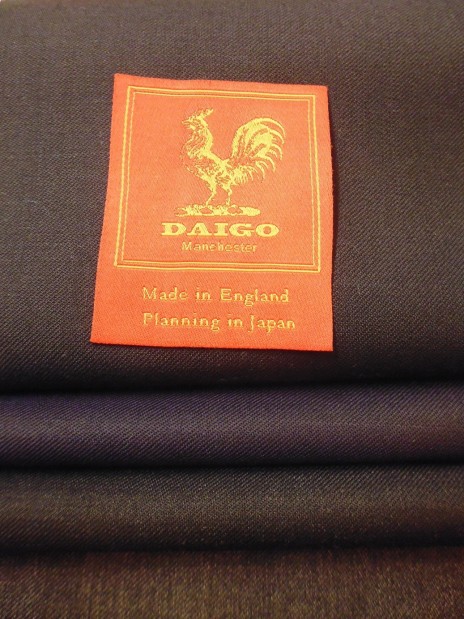 DAIGO
Manchester
Made in England
Planning in Japan